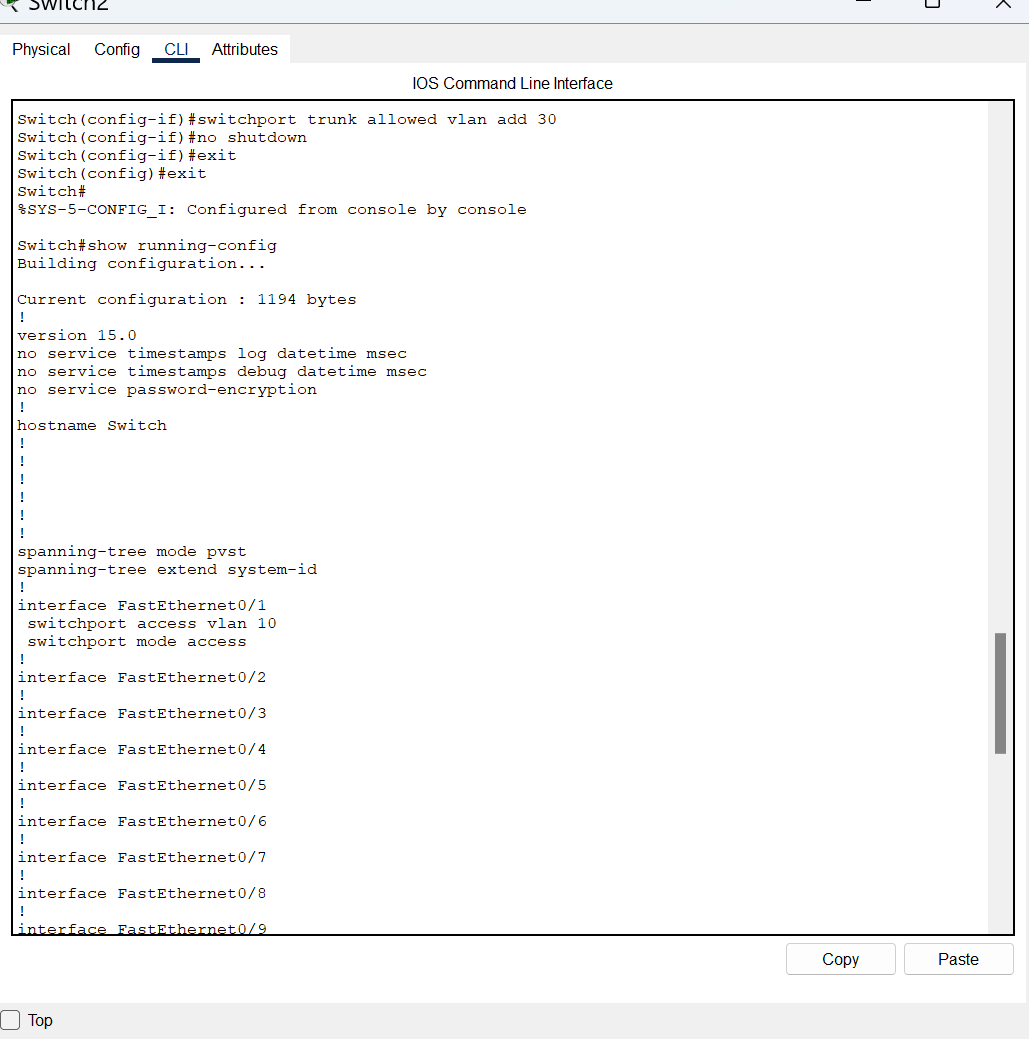 Switch2
Physical Config CLI Attributes
IOS Command Line Interface
Switch(config-if)#switchport trunk allowed vlan add 30
Switch(config-if)#no shutdown
Switch(config-if)#exit
Switch(config)#exit
Switch#
%SYS-5-CONFIG_I: Configured from console by console
Switch#show running-config
Building configuration...
Current configuration : 1194 bytes
!
version 15.0
no service timestamps log datetime msec
no service timestamps debug datetime msec
no service password-encryption
!
hostname Switch
!
!
!
!
!
!
spanning-tree mode pvst
spanning-tree extend system-id
!
interface FastEthernet0/1
switchport access vlan 10
switchport mode access
!
interface FastEthernet0/2
!
interface FastEthernet0/3
!
interface FastEthernet0/4
!
interface FastEthernet0/5
!
interface FastEthernet0/6
!
interface FastEthernet0/7
!
interface FastEthernet0/8
!
interface FastEthernet0/9
Copy Paste
Top